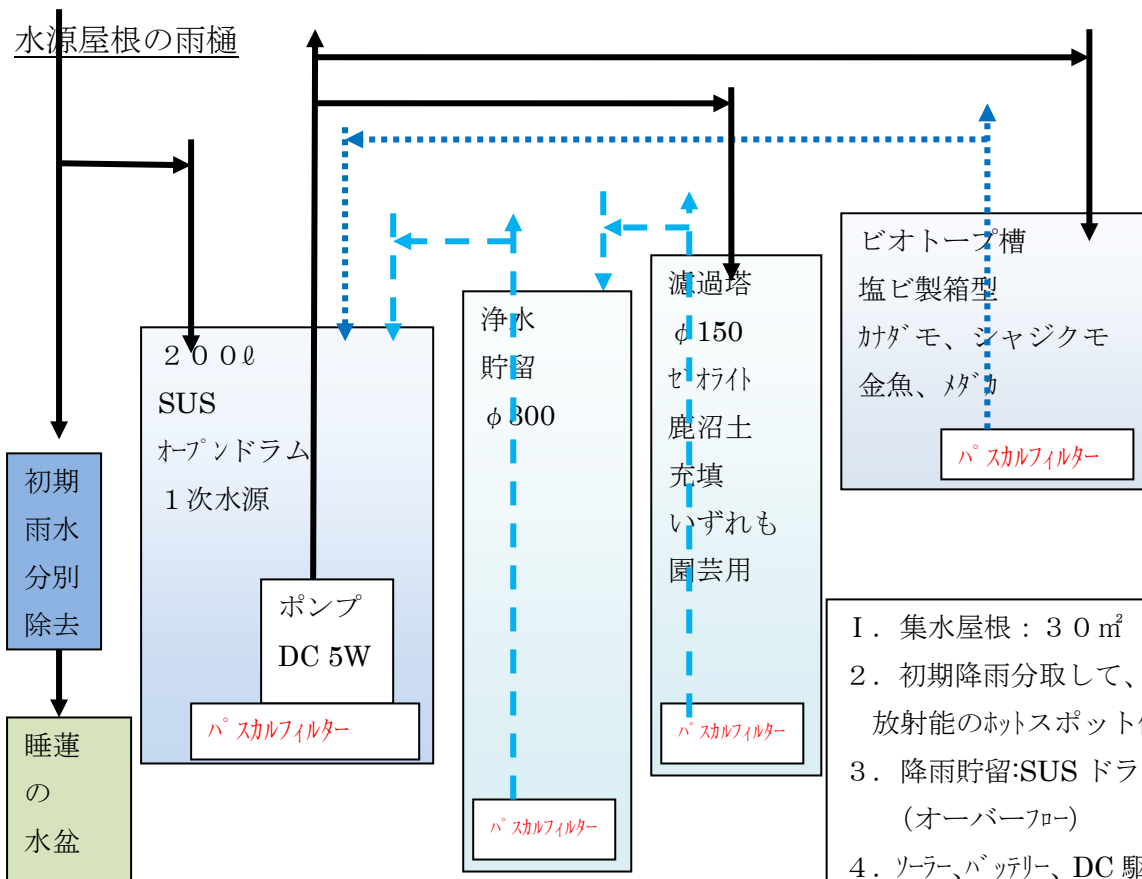 水源屋根の雨樋
初期
雨水
分別
除去
睡蓮
の
水盆
２００ℓ
SUS
ｵｰﾌﾟﾝドラム
１次水源
ポンプ
DC 5W
ﾊﾟｽカルフィルター
浄水
貯留
φ300
ﾊﾟｽカルフィルター
濾過塔
φ150
ｾﾞｵﾗｲﾄ
鹿沼土
充填
いずれも
園芸用
ﾊﾟｽカルフィルター
ビオトープ槽
塩ビ製箱型
ｶﾅﾀﾞモ、シャジクモ
金魚、ﾒﾀﾞｶ
ﾊﾟｽカルフィルター
Ⅰ．集水屋根：３０㎡
２．初期降雨分取して、
放射能のﾎｯﾄスポット
３．降雨貯留:SUS ドラ
（オーバーﾌﾛｰ）
４．ｿｰﾗｰ、ﾊﾞｯﾃﾘｰ、DC 駆